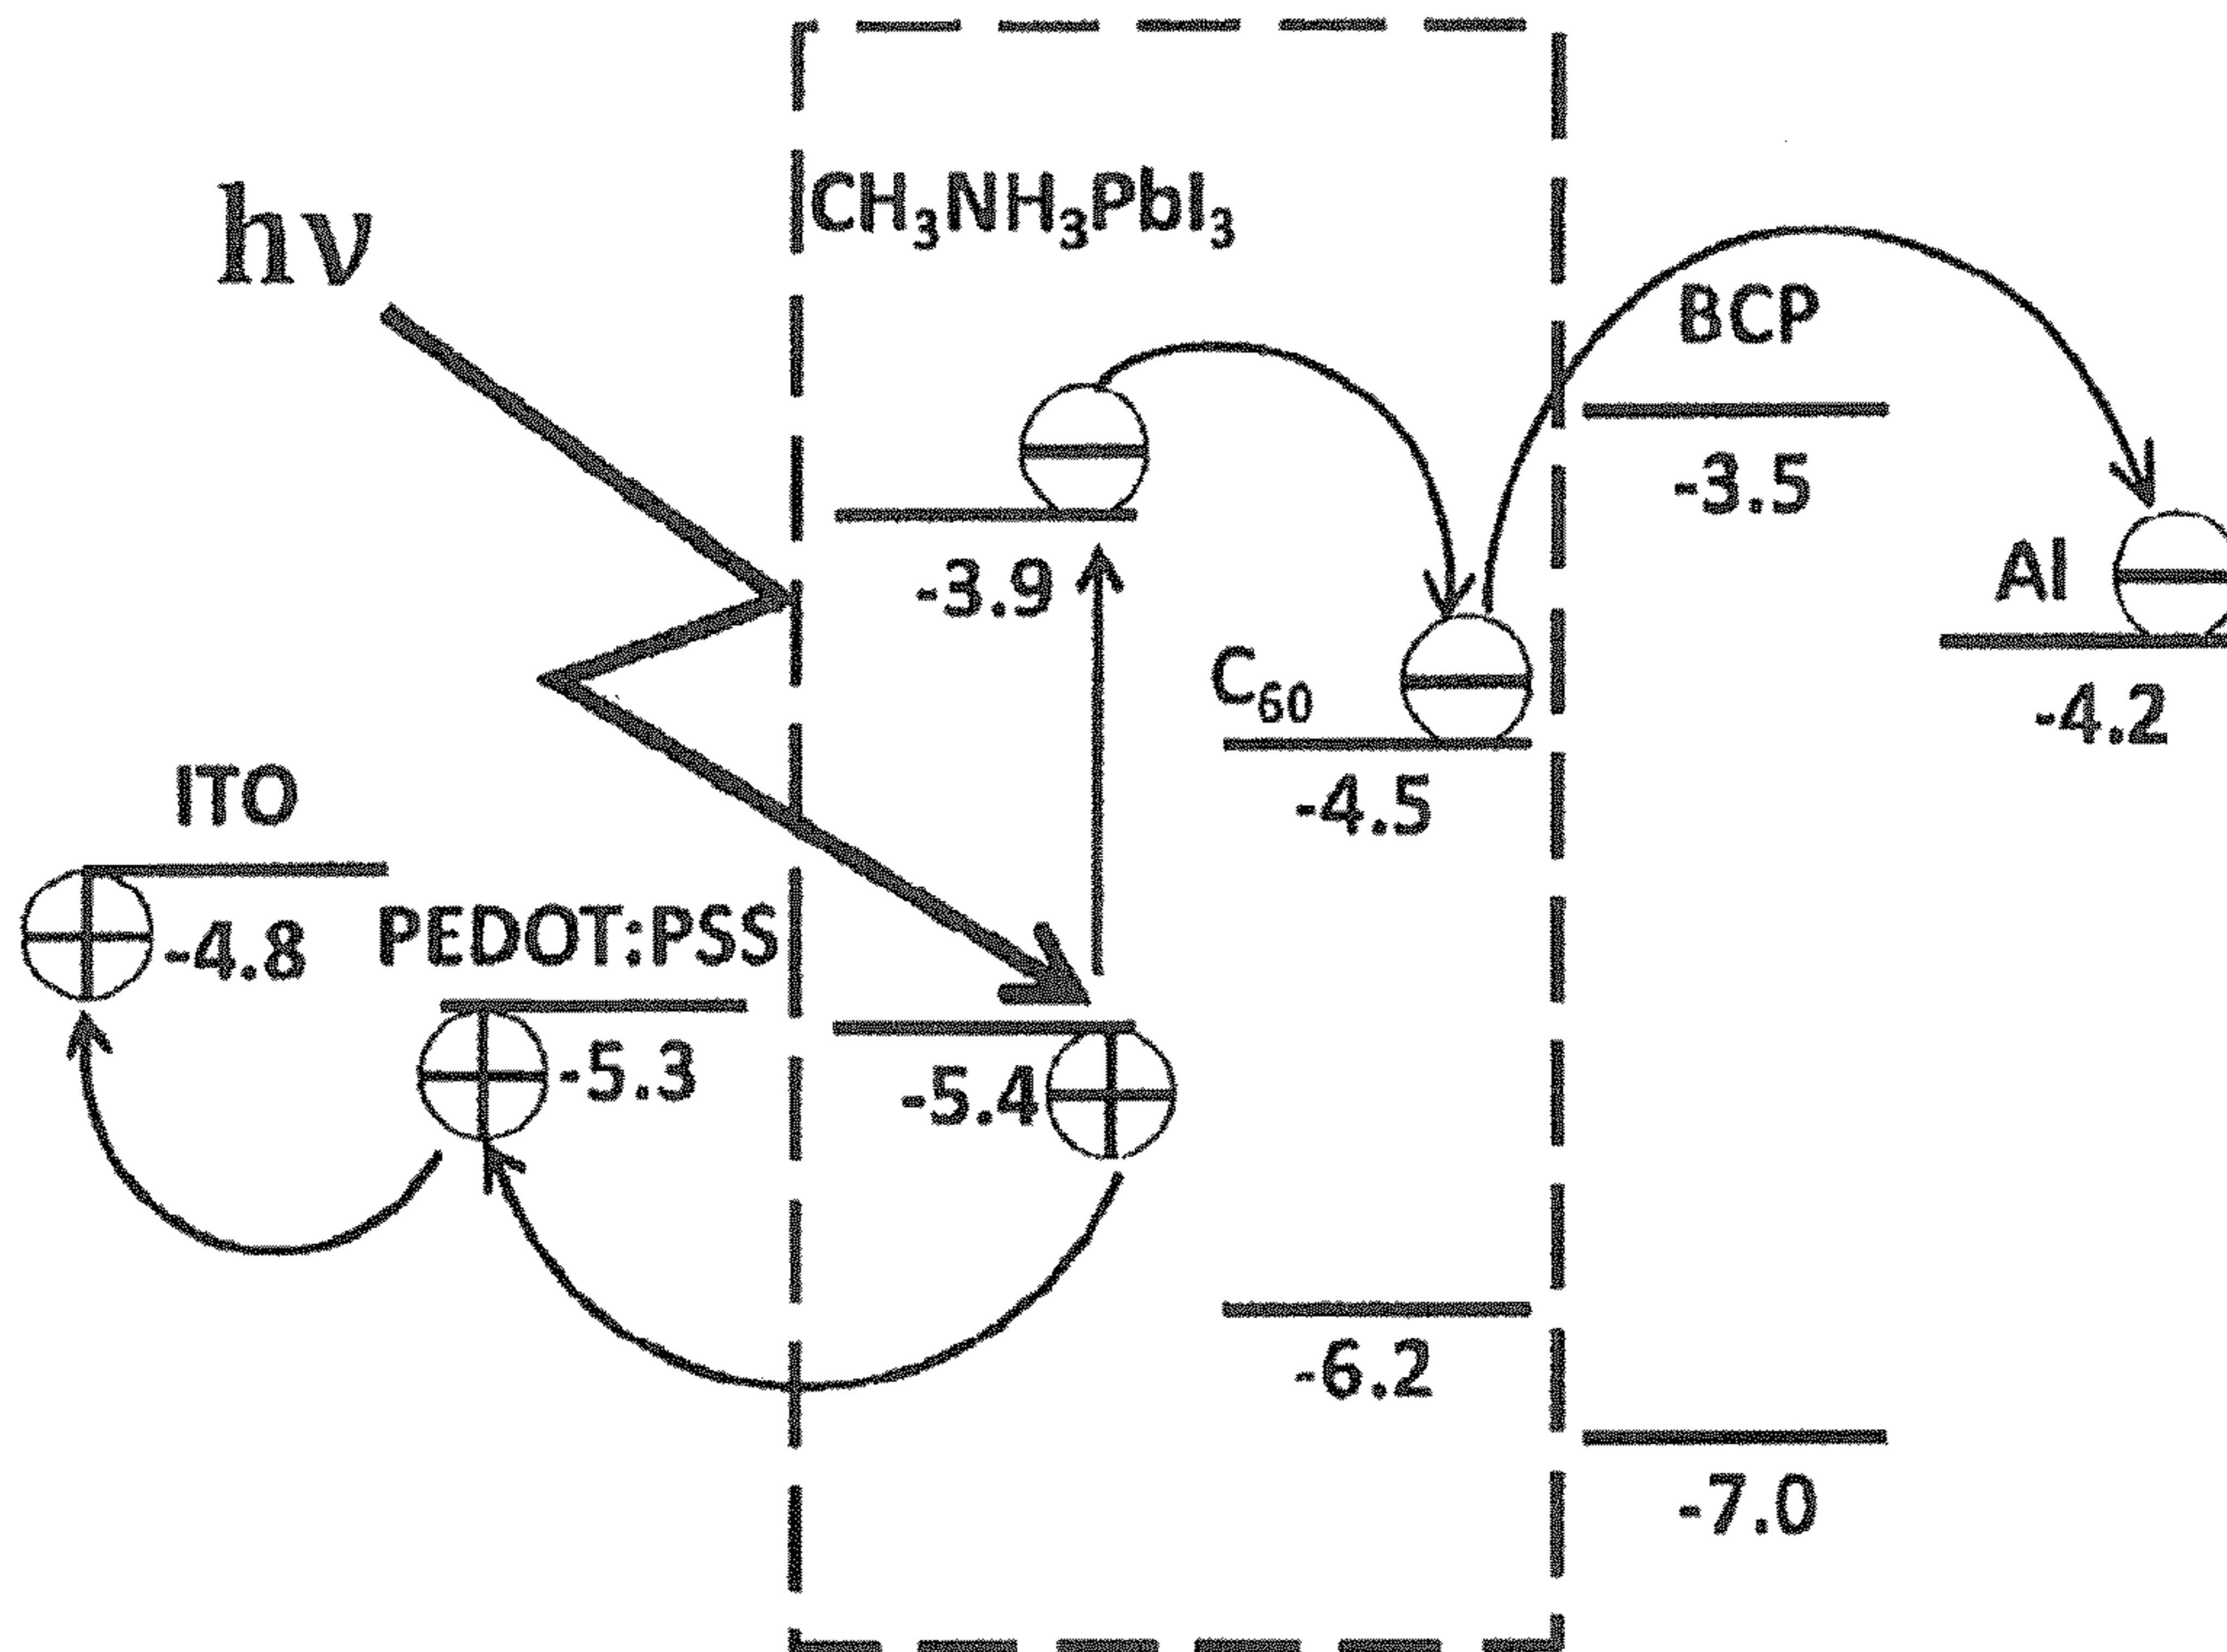 hν
CH₃NH₃PbI₃
BCP
-3.5
-3.9
Al
-4.2
C₆₀
-4.5
ITO
-4.8
PEDOT:PSS
-5.3
-5.4
-6.2
-7.0